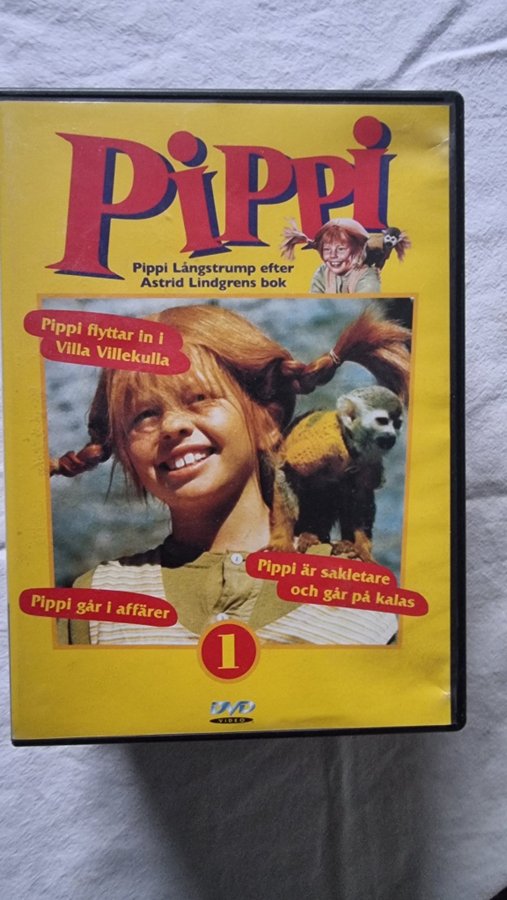 Pippi
Pippi Långstrump efter
Astrid Lindgrens bok
Pippi flyttar in i
Villa Villekulla
Pippi är sakletare
och går på kalas
Pippi går i affärer
1
DVD
VIDEO